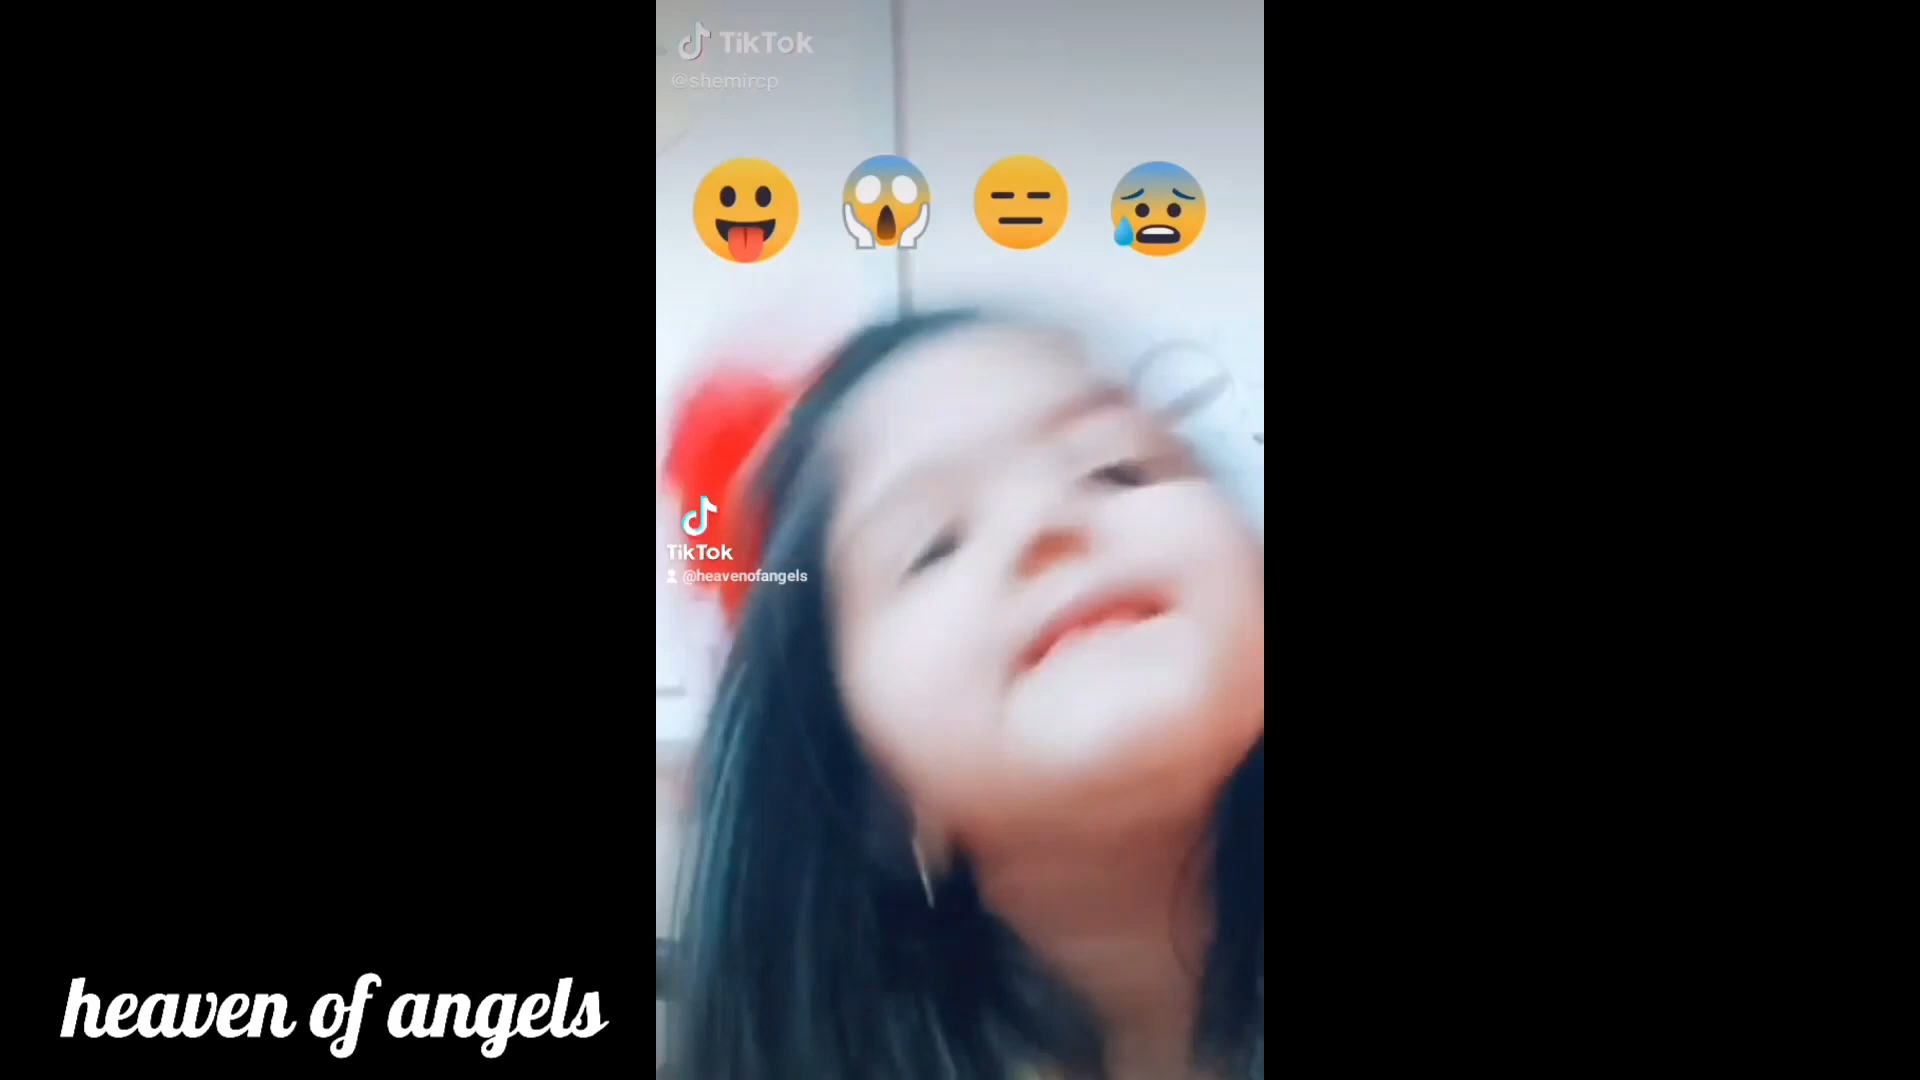 TikTok
@shemircp
TikTok
@heavenofangels
heaven of angels